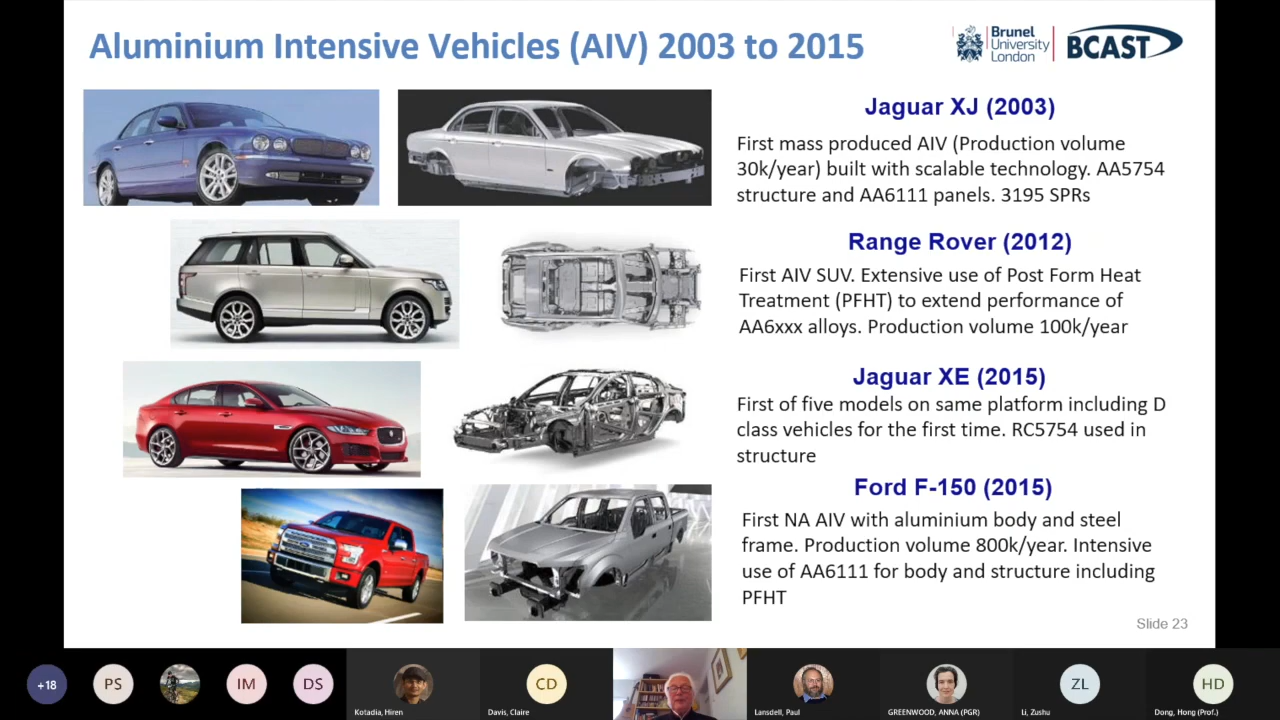 Aluminium Intensive Vehicles (AIV) 2003 to 2015
Brunel
University
London
BCAST
Jaguar XJ (2003)
First mass produced AIV (Production volume
30k/year) built with scalable technology. AA5754
structure and AA6111 panels. 3195 SPRs
Range Rover (2012)
First AIV SUV. Extensive use of Post Form Heat
Treatment (PFHT) to extend performance of
AA6xxx alloys. Production volume 100k/year
Jaguar XE (2015)
First of five models on same platform including D
class vehicles for the first time. RC5754 used in
structure
Ford F-150 (2015)
First NA AIV with aluminium body and steel
frame. Production volume 800k/year. Intensive
use of AA6111 for body and structure including
PFHT
Slide 23
+18
PS
IM
DS
CD
ZL
HD
Kotadia, Hiren
Davis, Claire
Lansdell, Paul
GREENWOOD, ANNA (PGR)
Li, Zushu
Dong, Hong (Prof.)